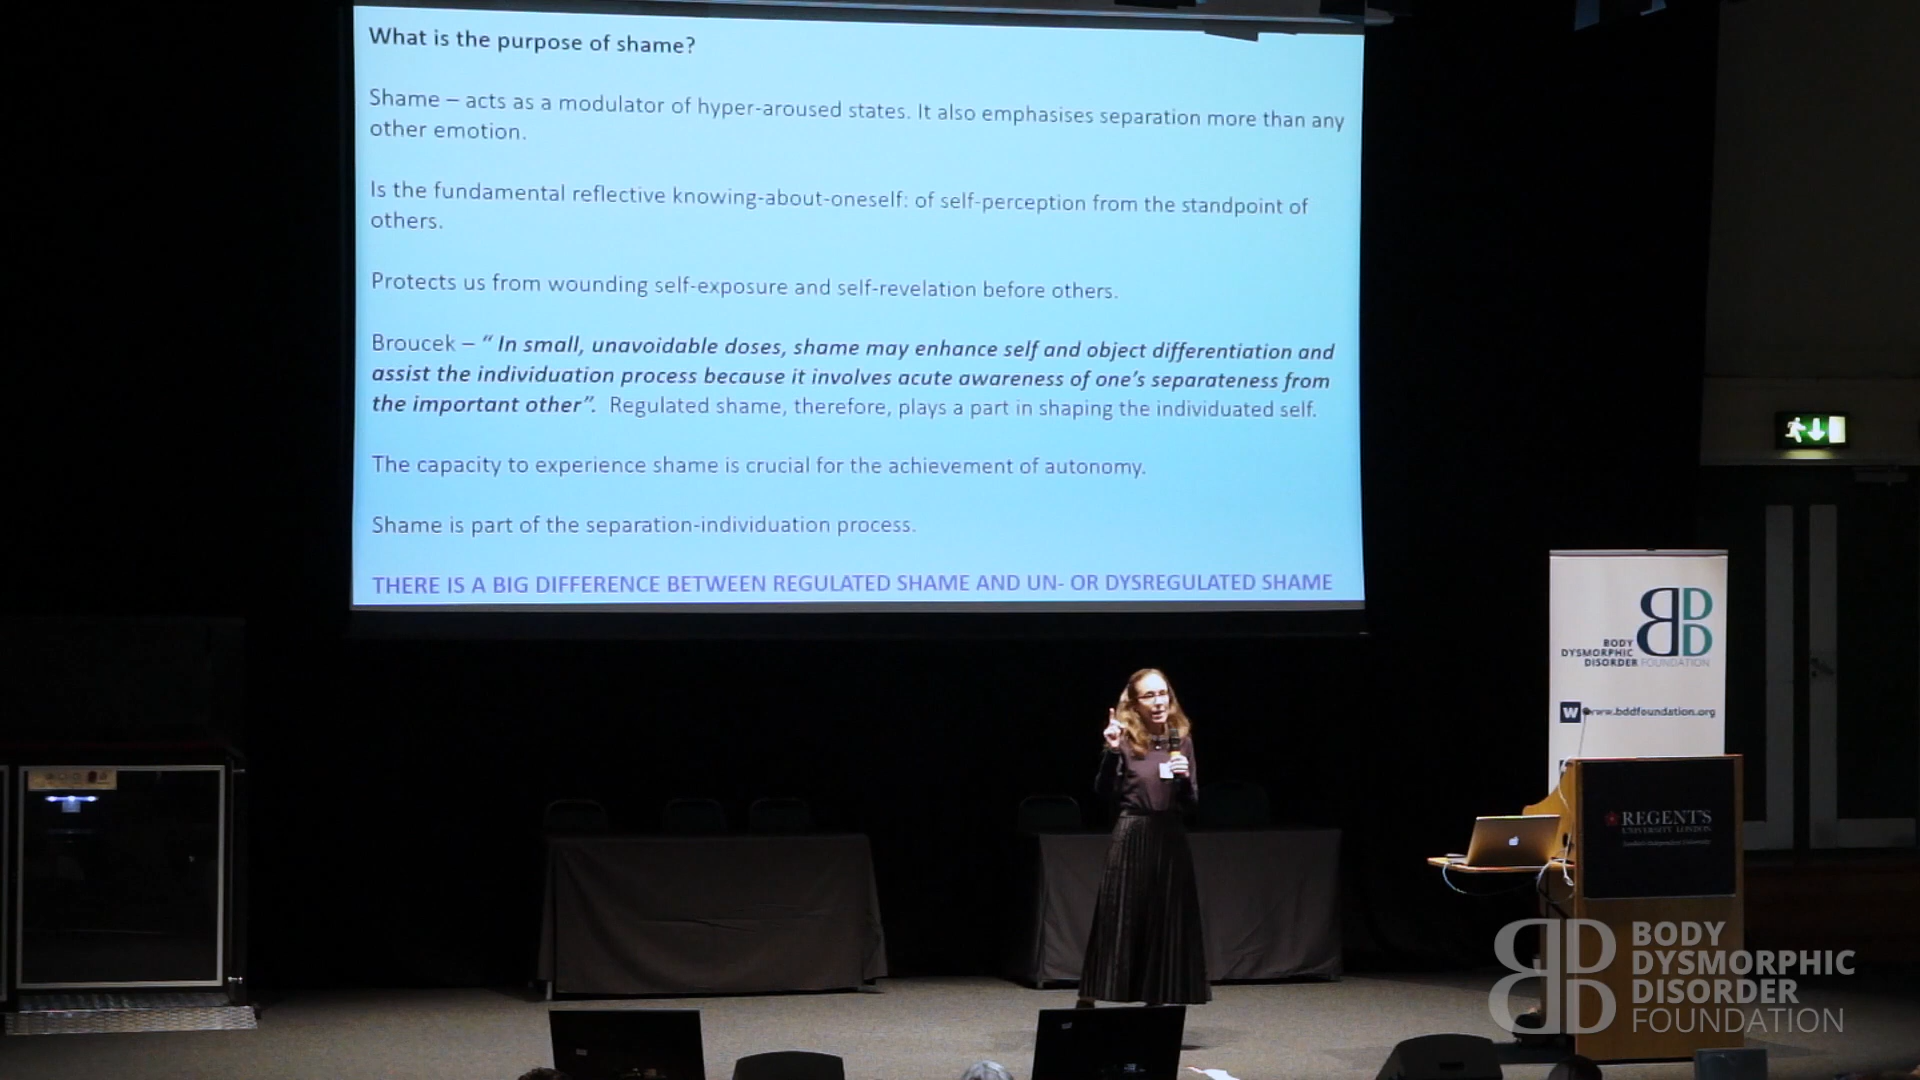 What is the purpose of shame?
Shame – acts as a modulator of hyper-aroused states. It also emphasises separation more than any
other emotion.
Is the fundamental reflective knowing-about-oneself: of self-perception from the standpoint of
others.
Protects us from wounding self-exposure and self-revelation before others.
Broucek – “ In small, unavoidable doses, shame may enhance self and object differentiation and
assist the individuation process because it involves acute awareness of one’s separateness from
the important other”. Regulated shame, therefore, plays a part in shaping the individuated self.
The capacity to experience shame is crucial for the achievement of autonomy.
Shame is part of the separation-individuation process.
THERE IS A BIG DIFFERENCE BETWEEN REGULATED SHAME AND UN- OR DYSREGULATED SHAME
BDD
BODY
DYSMORPHIC
DISORDER FOUNDATION
W www.bddfoundation.org
REGENT'S
UNIVERSITY LONDON
BDD
BODY
DYSMORPHIC
DISORDER
FOUNDATION